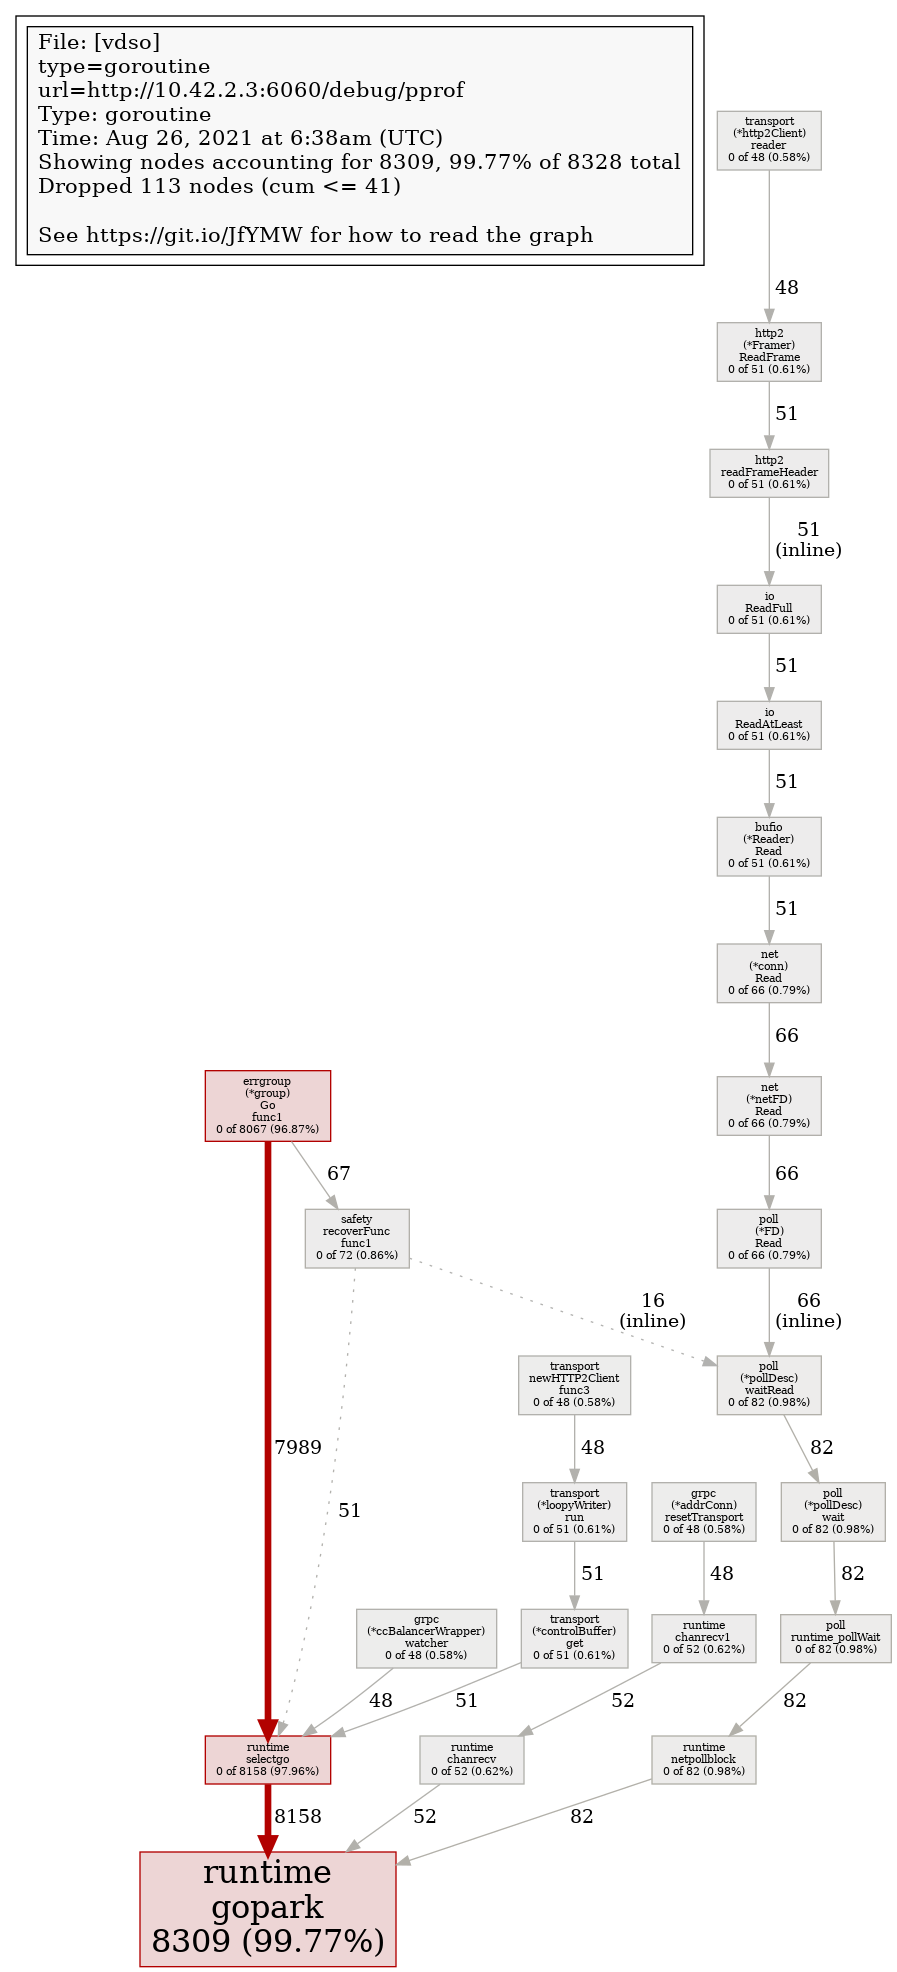 File: [vdso]
type=goroutine
url=http://10.42.2.3:6060/debug/pprof
Type: goroutine
Time: Aug 26, 2021 at 6:38am (UTC)
Showing nodes accounting for 8309, 99.77% of 8328 total
Dropped 113 nodes (cum <= 41)
See https://git.io/JfYMW for how to read the graph
transport
(*http2Client)
reader
0 of 48 (0.58%)
48
http2
(*Framer)
ReadFrame
0 of 51 (0.61%)
51
http2
readFrameHeader
0 of 51 (0.61%)
51
(inline)
io
ReadFull
0 of 51 (0.61%)
51
io
ReadAtLeast
0 of 51 (0.61%)
51
bufio
(*Reader)
Read
0 of 51 (0.61%)
51
net
(*conn)
Read
0 of 66 (0.79%)
66
net
(*netFD)
Read
0 of 66 (0.79%)
66
errgroup
(*group)
Go
func1
0 of 8067 (96.87%)
67
safety
recoverFunc
func1
0 of 72 (0.86%)
poll
(*FD)
Read
0 of 66 (0.79%)
16
(inline)
66
(inline)
transport
newHTTP2Client
func3
0 of 48 (0.58%)
poll
(*pollDesc)
waitRead
0 of 82 (0.98%)
7989
48
82
51
transport
(*loopyWriter)
run
0 of 51 (0.61%)
grpc
(*addrConn)
resetTransport
0 of 48 (0.58%)
poll
(*pollDesc)
wait
0 of 82 (0.98%)
51
48
82
grpc
(*ccBalancerWrapper)
watcher
0 of 48 (0.58%)
transport
(*controlBuffer)
get
0 of 51 (0.61%)
runtime
chanrecv1
0 of 52 (0.62%)
poll
runtime_pollWait
0 of 82 (0.98%)
48
51
52
82
runtime
selectgo
0 of 8158 (97.96%)
runtime
chanrecv
0 of 52 (0.62%)
runtime
netpollblock
0 of 82 (0.98%)
8158
52
82
runtime
gopark
8309 (99.77%)